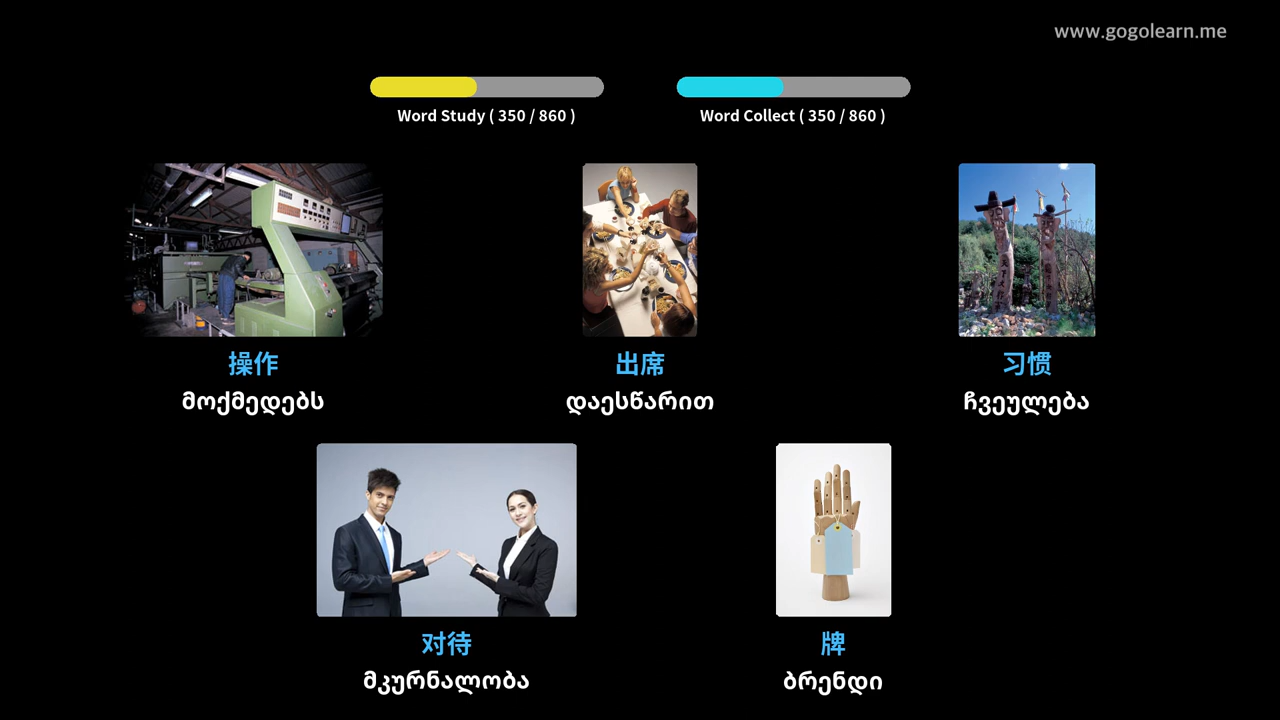 www.gogolearn.me
Word Study ( 350 / 860 )
Word Collect ( 350 / 860 )
操作
მოქმედებს
出席
დაესწარით
习惯
ჩვეულება
对待
მკურნალობა
牌
ბრენდი